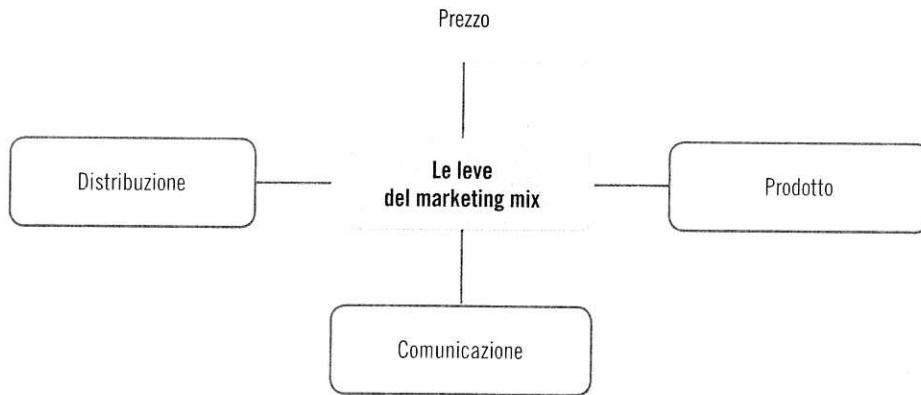 Prezzo
Distribuzione
Le leve
del marketing mix
Prodotto
Comunicazione